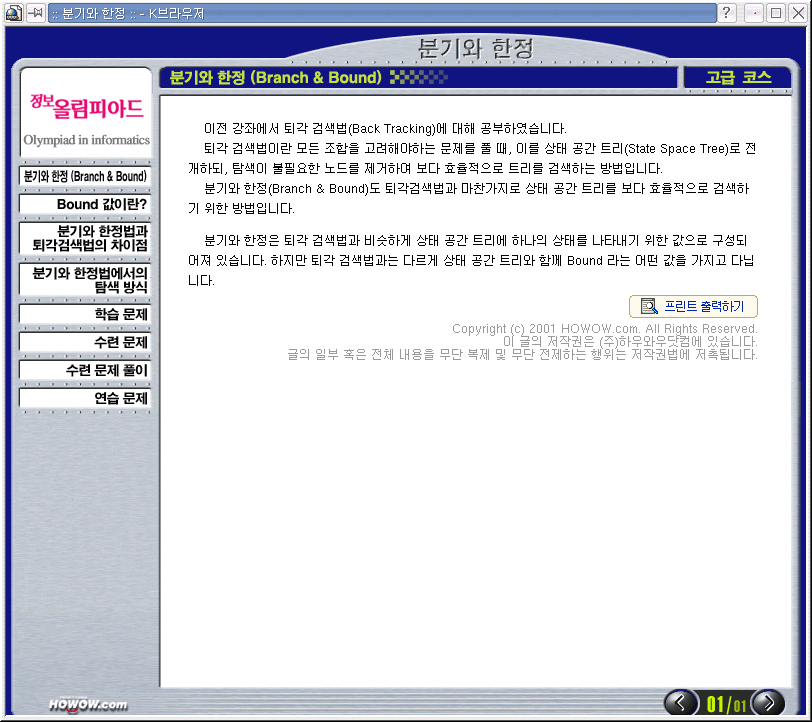 :: 분기와 한정 :: - K브라우저
분기와 한정
정보올림피아드
Olympiad in informatics
분기와 한정 (Branch & Bound)
Bound 값이란?
분기와 한정법과
퇴각검색법의 차이점
분기와 한정법에서의
탐색 방식
학습 문제
수련 문제
수련 문제 풀이
연습 문제
HOWOW.com
분기와 한정 (Branch & Bound)
고급 코스
이전 강좌에서 퇴각 검색법(Back Tracking)에 대해 공부하였습니다.
퇴각 검색법이란 모든 조합을 고려해야하는 문제를 풀 때, 이를 상태 공간 트리(State Space Tree)로 전
개하되, 탐색이 불필요한 노드를 제거하여 보다 효율적으로 트리를 검색하는 방법입니다.
분기와 한정(Branch & Bound)도 퇴각검색법과 마찬가지로 상태 공간 트리를 보다 효율적으로 검색하
기 위한 방법입니다.
분기와 한정은 퇴각 검색법과 비슷하게 상태 공간 트리에 하나의 상태를 나타내기 위한 값으로 구성되
어져 있습니다. 하지만 퇴각 검색법과는 다르게 상태 공간 트리와 함께 Bound 라는 어떤 값을 가지고 다닙
니다.
프린트 출력하기
Copyright (c) 2001 HOWOW.com. All Rights Reserved.
이 글의 저작권은 (주)하우와우닷컴에 있습니다.
글의 일부 혹은 전체 내용을 무단 복제 및 무단 전제하는 행위는 저작권법에 저촉됩니다.
01/01